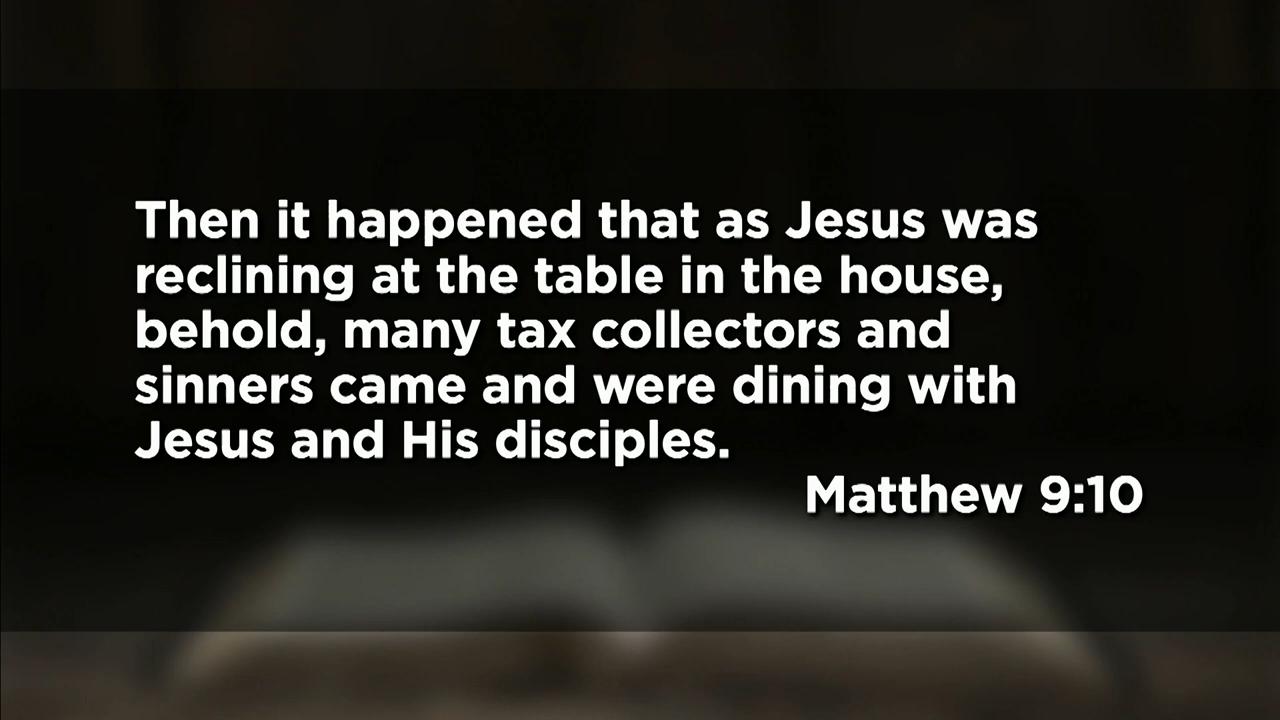 Then it happened that as Jesus was
reclining at the table in the house,
behold, many tax collectors and
sinners came and were dining with
Jesus and His disciples.
Matthew 9:10